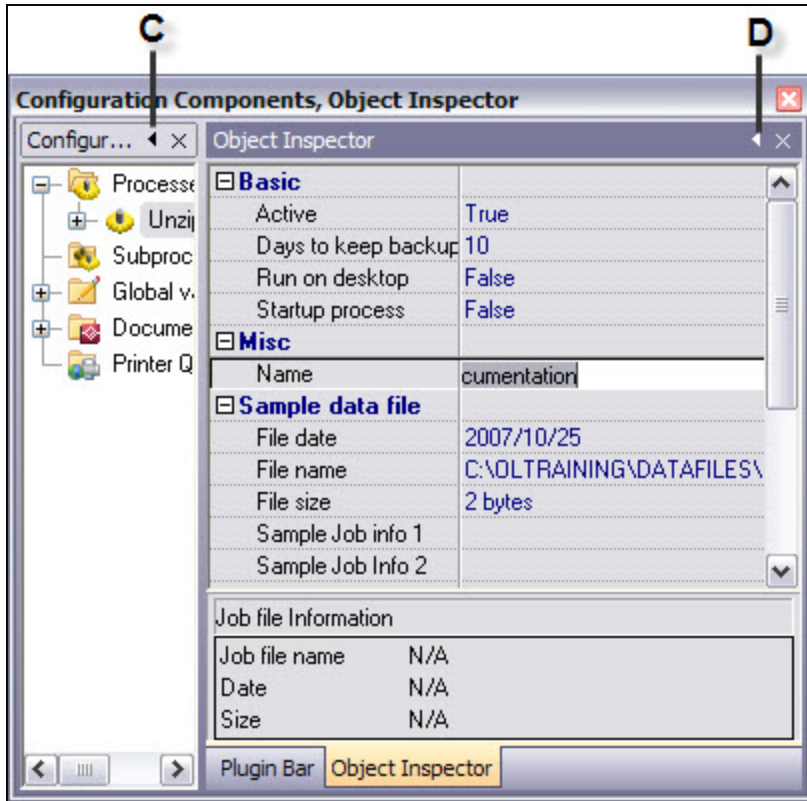 C D
Configuration Components, Object Inspector
Configur...
Object Inspector
Processe
Unzip
Subproc
Global v
Docume
Printer Q
Basic
Active True
Days to keep backup 10
Run on desktop False
Startup process False
Misc
Name cumentation
Sample data file
File date 2007/10/25
File name C:\OLTRAINING\DATAFILES\
File size 2 bytes
Sample Job info 1
Sample Job Info 2
Job file Information
Job file name N/A
Date N/A
Size N/A
Plugin Bar Object Inspector